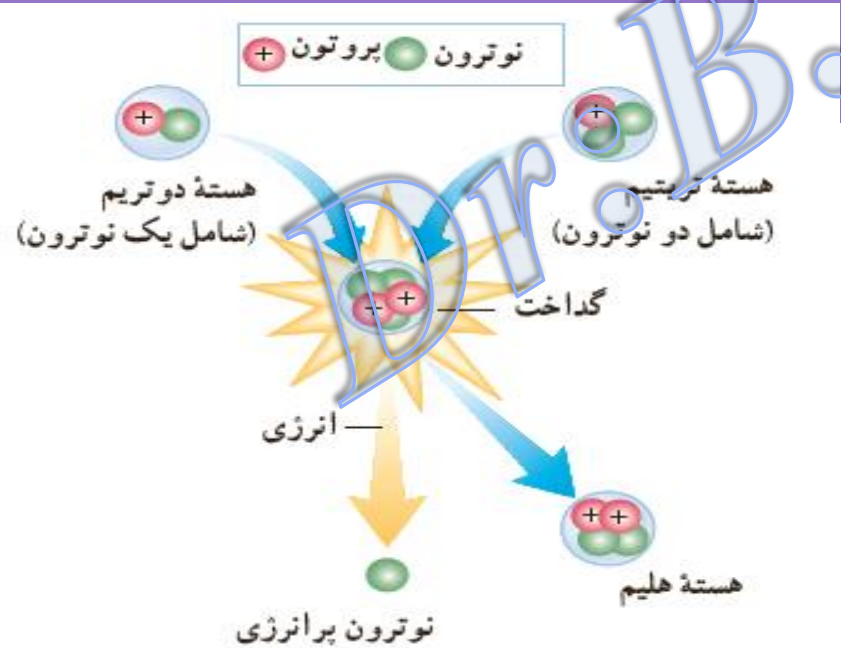 نوترون پروتون
+
+
+
هستهٔ تریتیم
(شامل دو نوترون)
هستهٔ دوتریم
(شامل یک نوترون)
+ +
گداخت
انرژی
+ +
هستهٔ هلیم
نوترون پرانرژی
Dr.B.